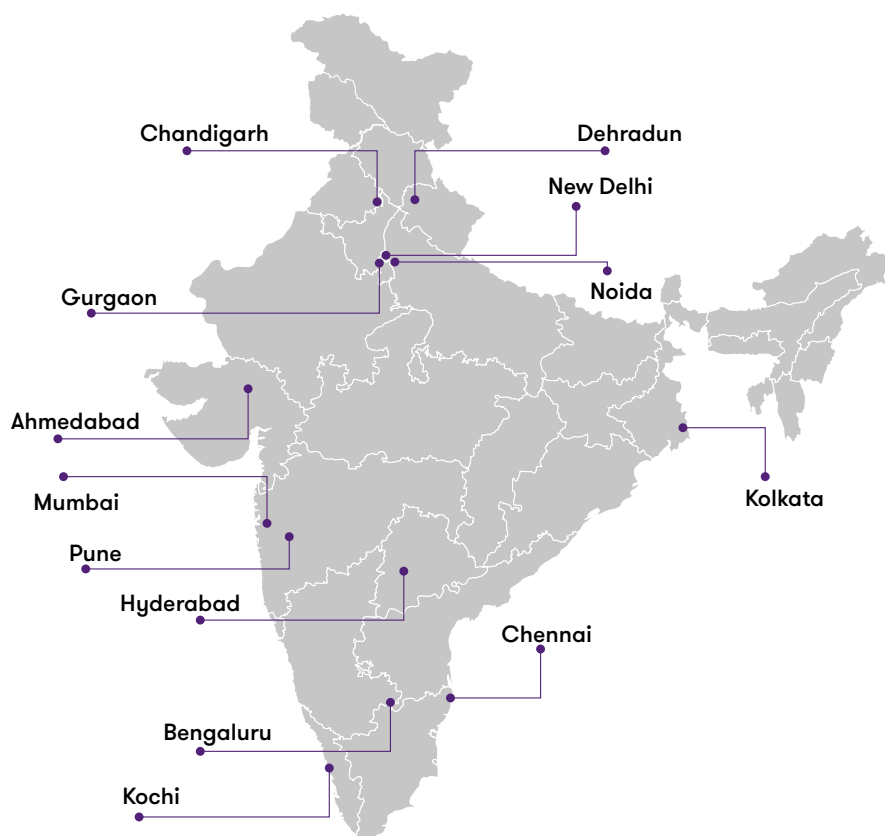 Chandigarh
Dehradun
New Delhi
Gurgaon
Noida
Ahmedabad
Mumbai
Kolkata
Pune
Hyderabad
Chennai
Bengaluru
Kochi